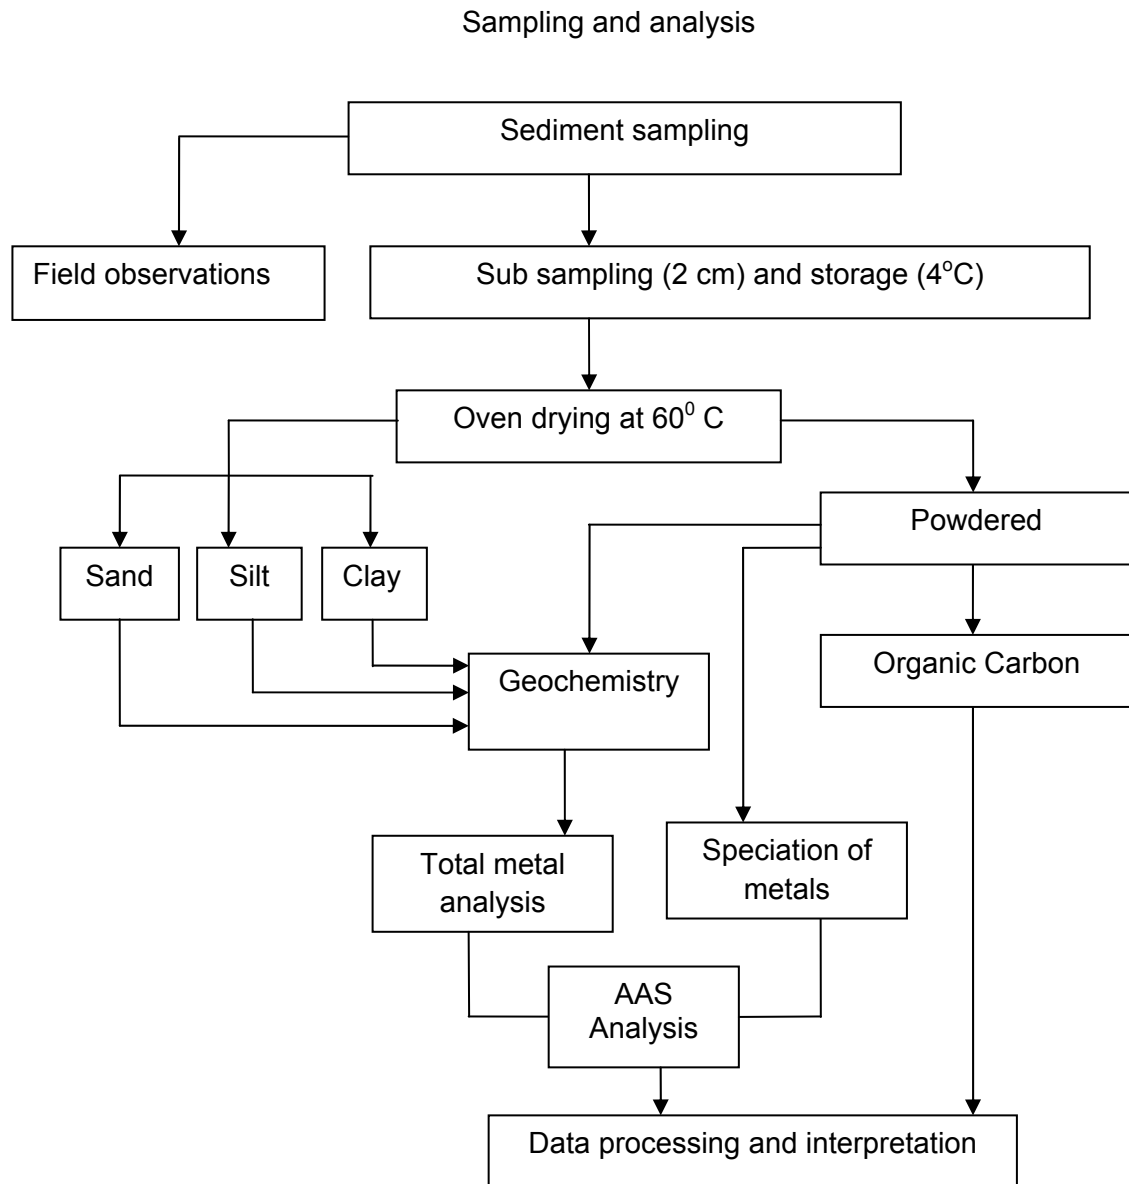 Sampling and analysis
Sediment sampling
Field observations
Sub sampling (2 cm) and storage (4°C)
Oven drying at 60⁰ C
Powdered
Sand
Silt
Clay
Organic Carbon
Geochemistry
Total metal
analysis
Speciation of
metals
AAS
Analysis
Data processing and interpretation